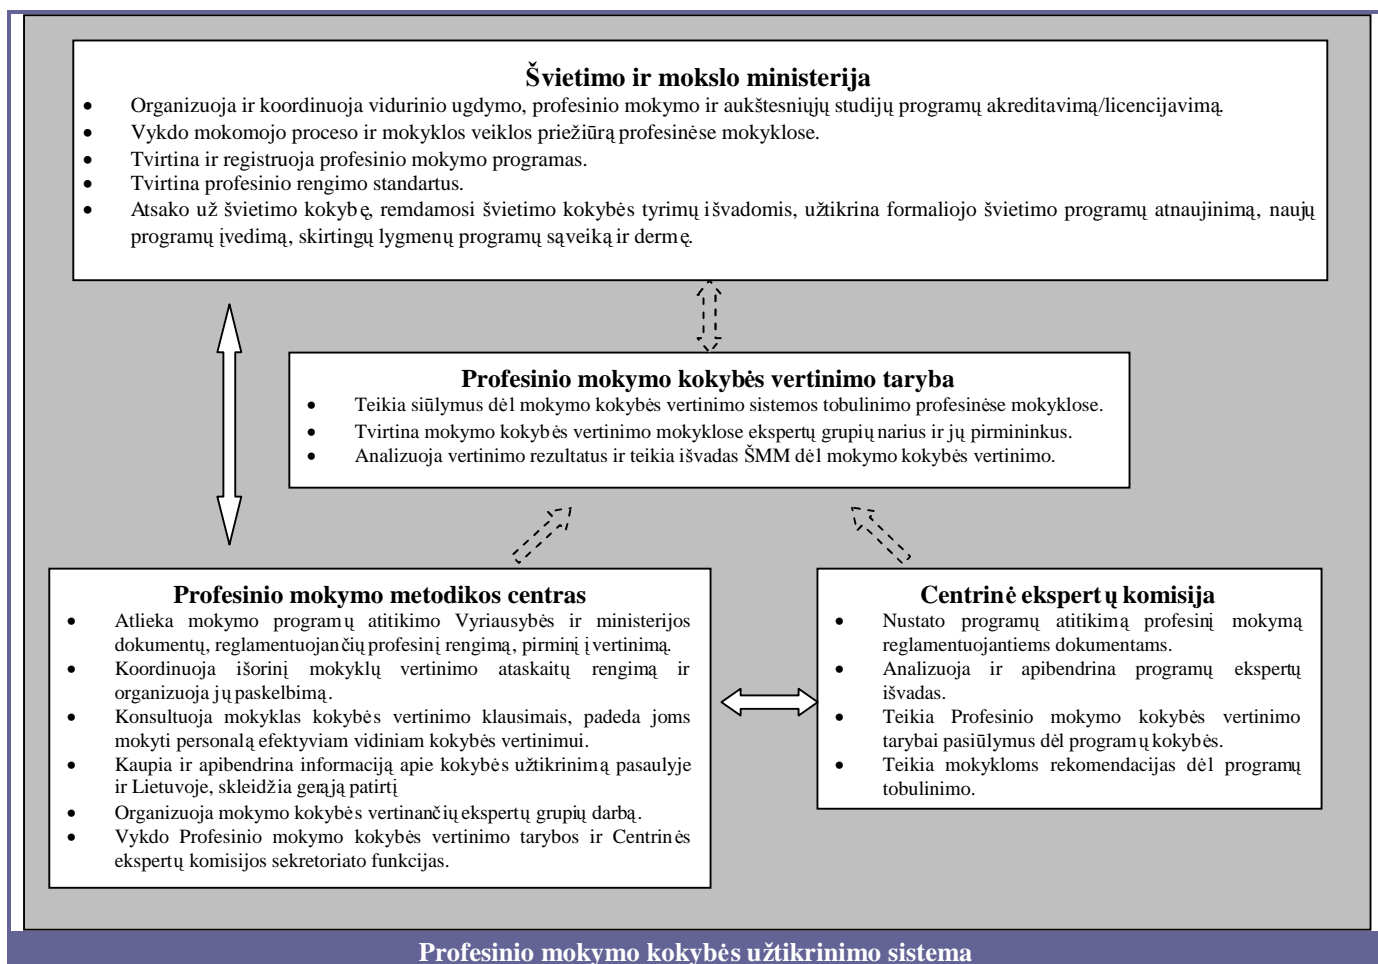 Švietimo ir mokslo ministerija
• Organizuoja ir koordinuoja vidurinio ugdymo, profesinio mokymo ir aukštesniųjų studijų programų akreditavimą/licencijavimą.
• Vykdo mokomojo proceso ir mokyklos veiklos priežiūrą profesinėse mokyklose.
• Tvirtina ir registruoja profesinio mokymo programas.
• Tvirtina profesinio rengimo standartus.
• Atsako už švietimo kokybę, remdamosi švietimo kokybės tyrimų išvadomis, užtikrina formaliojo švietimo programų atnaujinimą, naujų
programų įvedimą, skirtingų lygmenų programų sąveiką ir dermę.
Profesinio mokymo kokybės vertinimo taryba
• Teikia siūlymus dėl mokymo kokybės vertinimo sistemos tobulinimo profesinėse mokyklose.
• Tvirtina mokymo kokybės vertinimo mokyklose ekspertų grupių narius ir jų pirmininkus.
• Analizuoja vertinimo rezultatus ir teikia išvadas ŠMM dėl mokymo kokybės vertinimo.
Profesinio mokymo metodikos centras
• Atlieka mokymo programų atitikimo Vyriausybės ir ministerijos
dokumentų, reglamentuojančių profesinį rengimą, pirminį įvertinimą.
• Koordinuoja išorinį mokyklų vertinimo ataskaitų rengimą ir
organizuoja jų paskelbimą.
• Konsultuoja mokyklas kokybės vertinimo klausimais, padeda joms
mokyti personalą efektyviam vidiniam kokybės vertinimui.
• Kaupia ir apibendrina informaciją apie kokybės užtikrinimą pasaulyje
ir Lietuvoje, skleidžia gerąją patirtį
• Organizuoja mokymo kokybės vertinančių ekspertų grupių darbą.
• Vykdo Profesinio mokymo kokybės vertinimo tarybos ir Centrinės
ekspertų komisijos sekretoriato funkcijas.
Centrinė ekspertų komisija
• Nustato programų atitikimą profesinį mokymą
reglamentuojantiems dokumentams.
• Analizuoja ir apibendrina programų ekspertų
išvadas.
• Teikia Profesinio mokymo kokybės vertinimo
tarybai pasiūlymus dėl programų kokybės.
• Teikia mokykloms rekomendacijas dėl programų
tobulinimo.
Profesinio mokymo kokybės užtikrinimo sistema